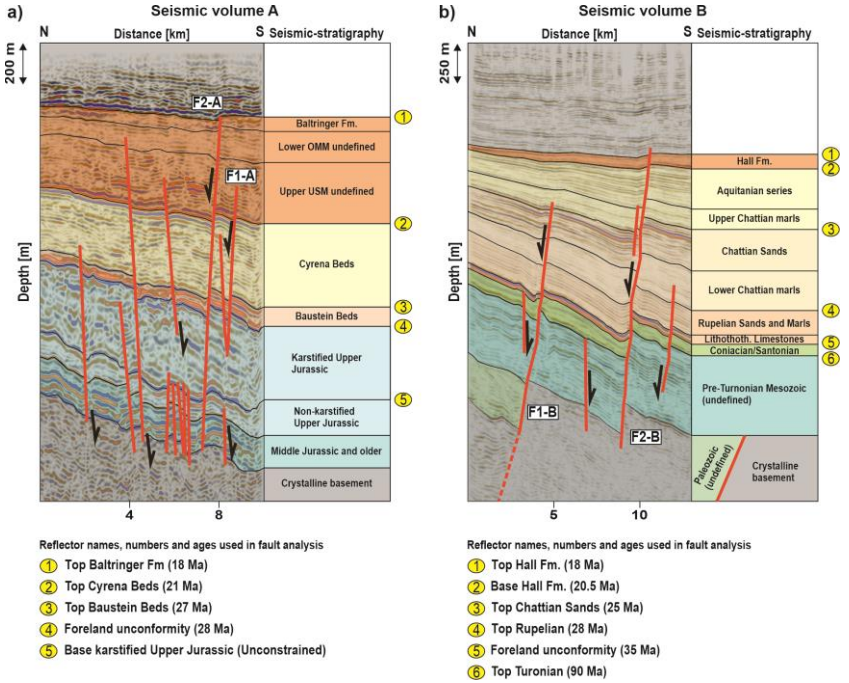 a)
Seismic volume A
N
Distance [km]
S
Seismic-stratigraphy
200 m
Depth [m]
F2-A
F1-A
1
Baltringer Fm.
Lower OMM undefined
Upper USM undefined
2
Cyrena Beds
3
Baustein Beds
4
Karstified Upper
Jurassic
5
Non-karstified
Upper Jurassic
Middle Jurassic and older
Crystalline basement
4
8
Reflector names, numbers and ages used in fault analysis
1 Top Baltringer Fm (18 Ma)
2 Top Cyrena Beds (21 Ma)
3 Top Baustein Beds (27 Ma)
4 Foreland unconformity (28 Ma)
5 Base karstified Upper Jurassic (Unconstrained)
b)
Seismic volume B
N
Distance [km]
S
Seismic-stratigraphy
250 m
Depth [m]
F1-B
F2-B
1
Hall Fm.
2
Aquitanian series
Upper Chattian marls
3
Chattian Sands
Lower Chattian marls
4
Rupelian Sands and Marls
Lithothoth. Limestones
5
Coniacian/Santonian
6
Pre-Turnonian Mesozoic
(undefined)
Paleozoic
(undefined)
Crystalline
basement
5
10
Reflector names, numbers and ages used in fault analysis
1 Top Hall Fm. (18 Ma)
2 Base Hall Fm. (20.5 Ma)
3 Top Chattian Sands (25 Ma)
4 Top Rupelian (28 Ma)
5 Foreland unconformity (35 Ma)
6 Top Turonian (90 Ma)